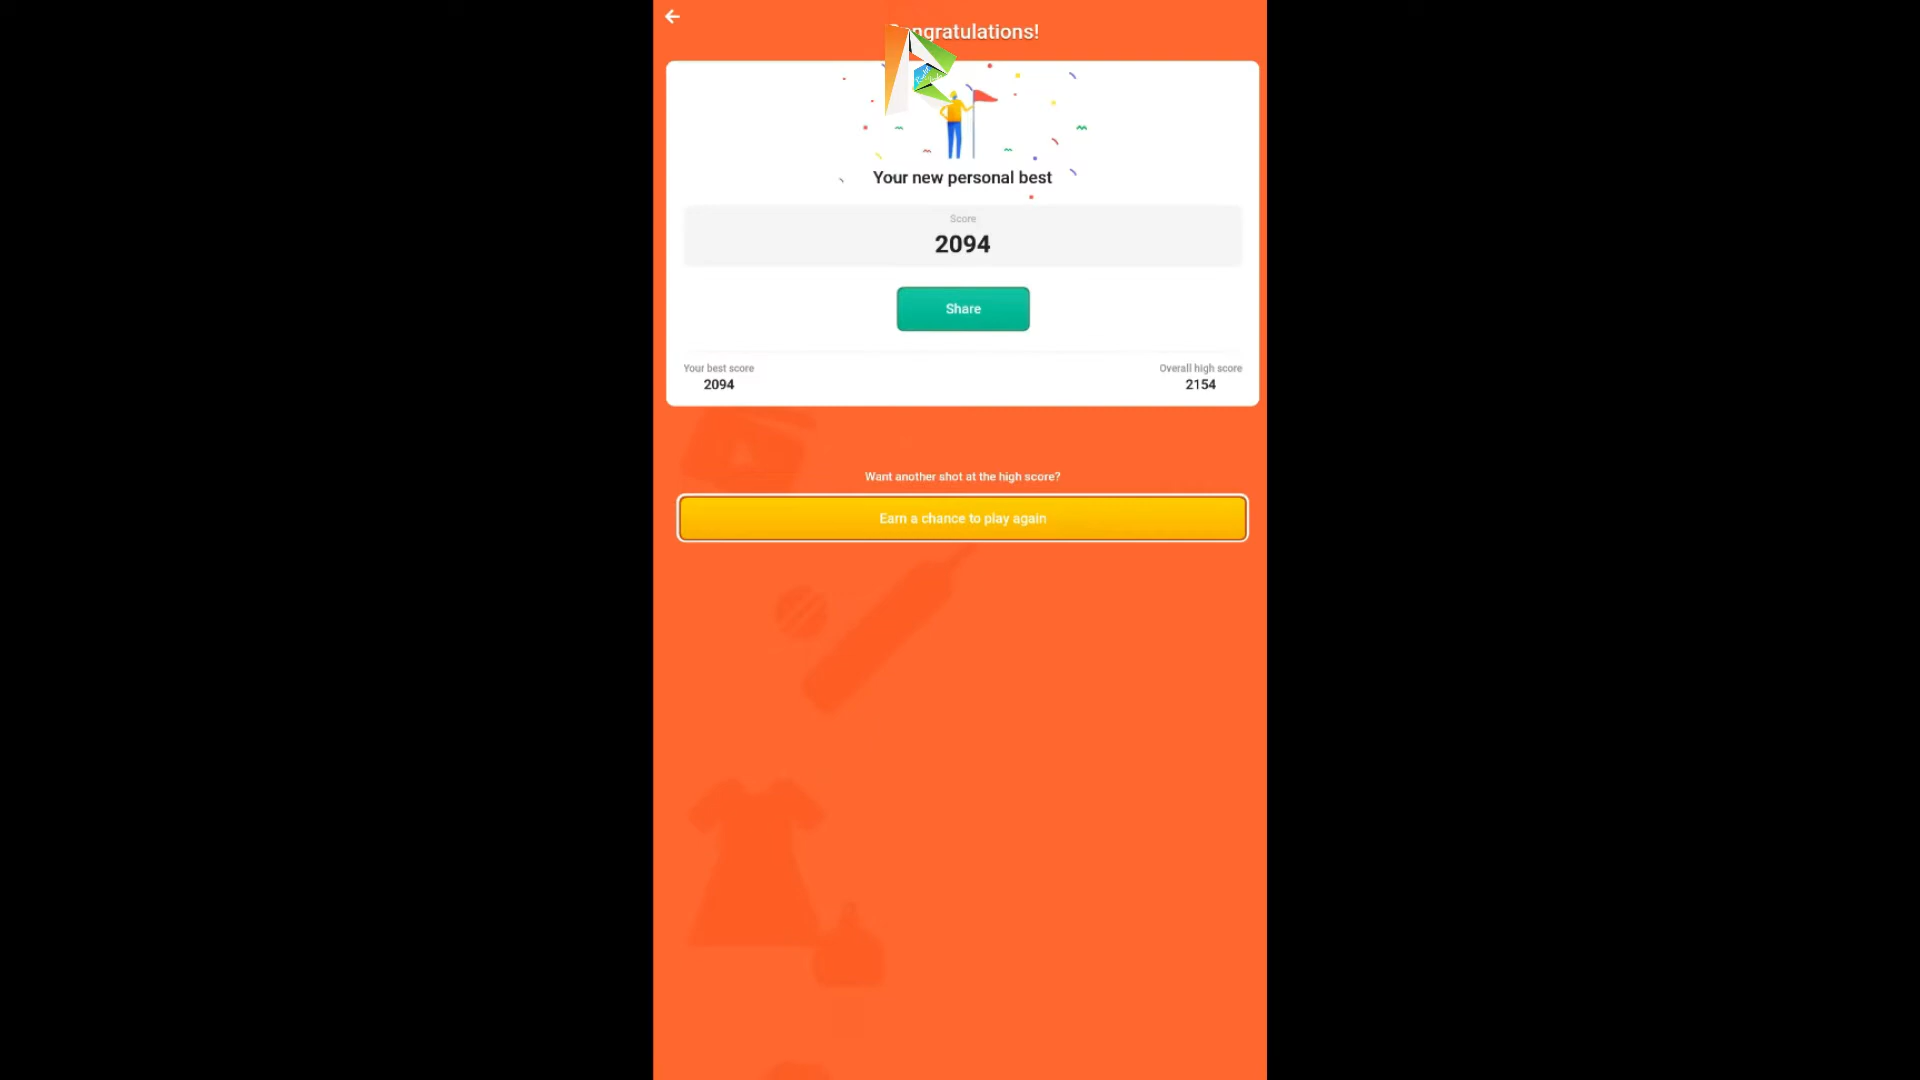 Congratulations!
Your new personal best
Score
2094
Share
Your best score
2094
Overall high score
2154
Want another shot at the high score?
Earn a chance to play again